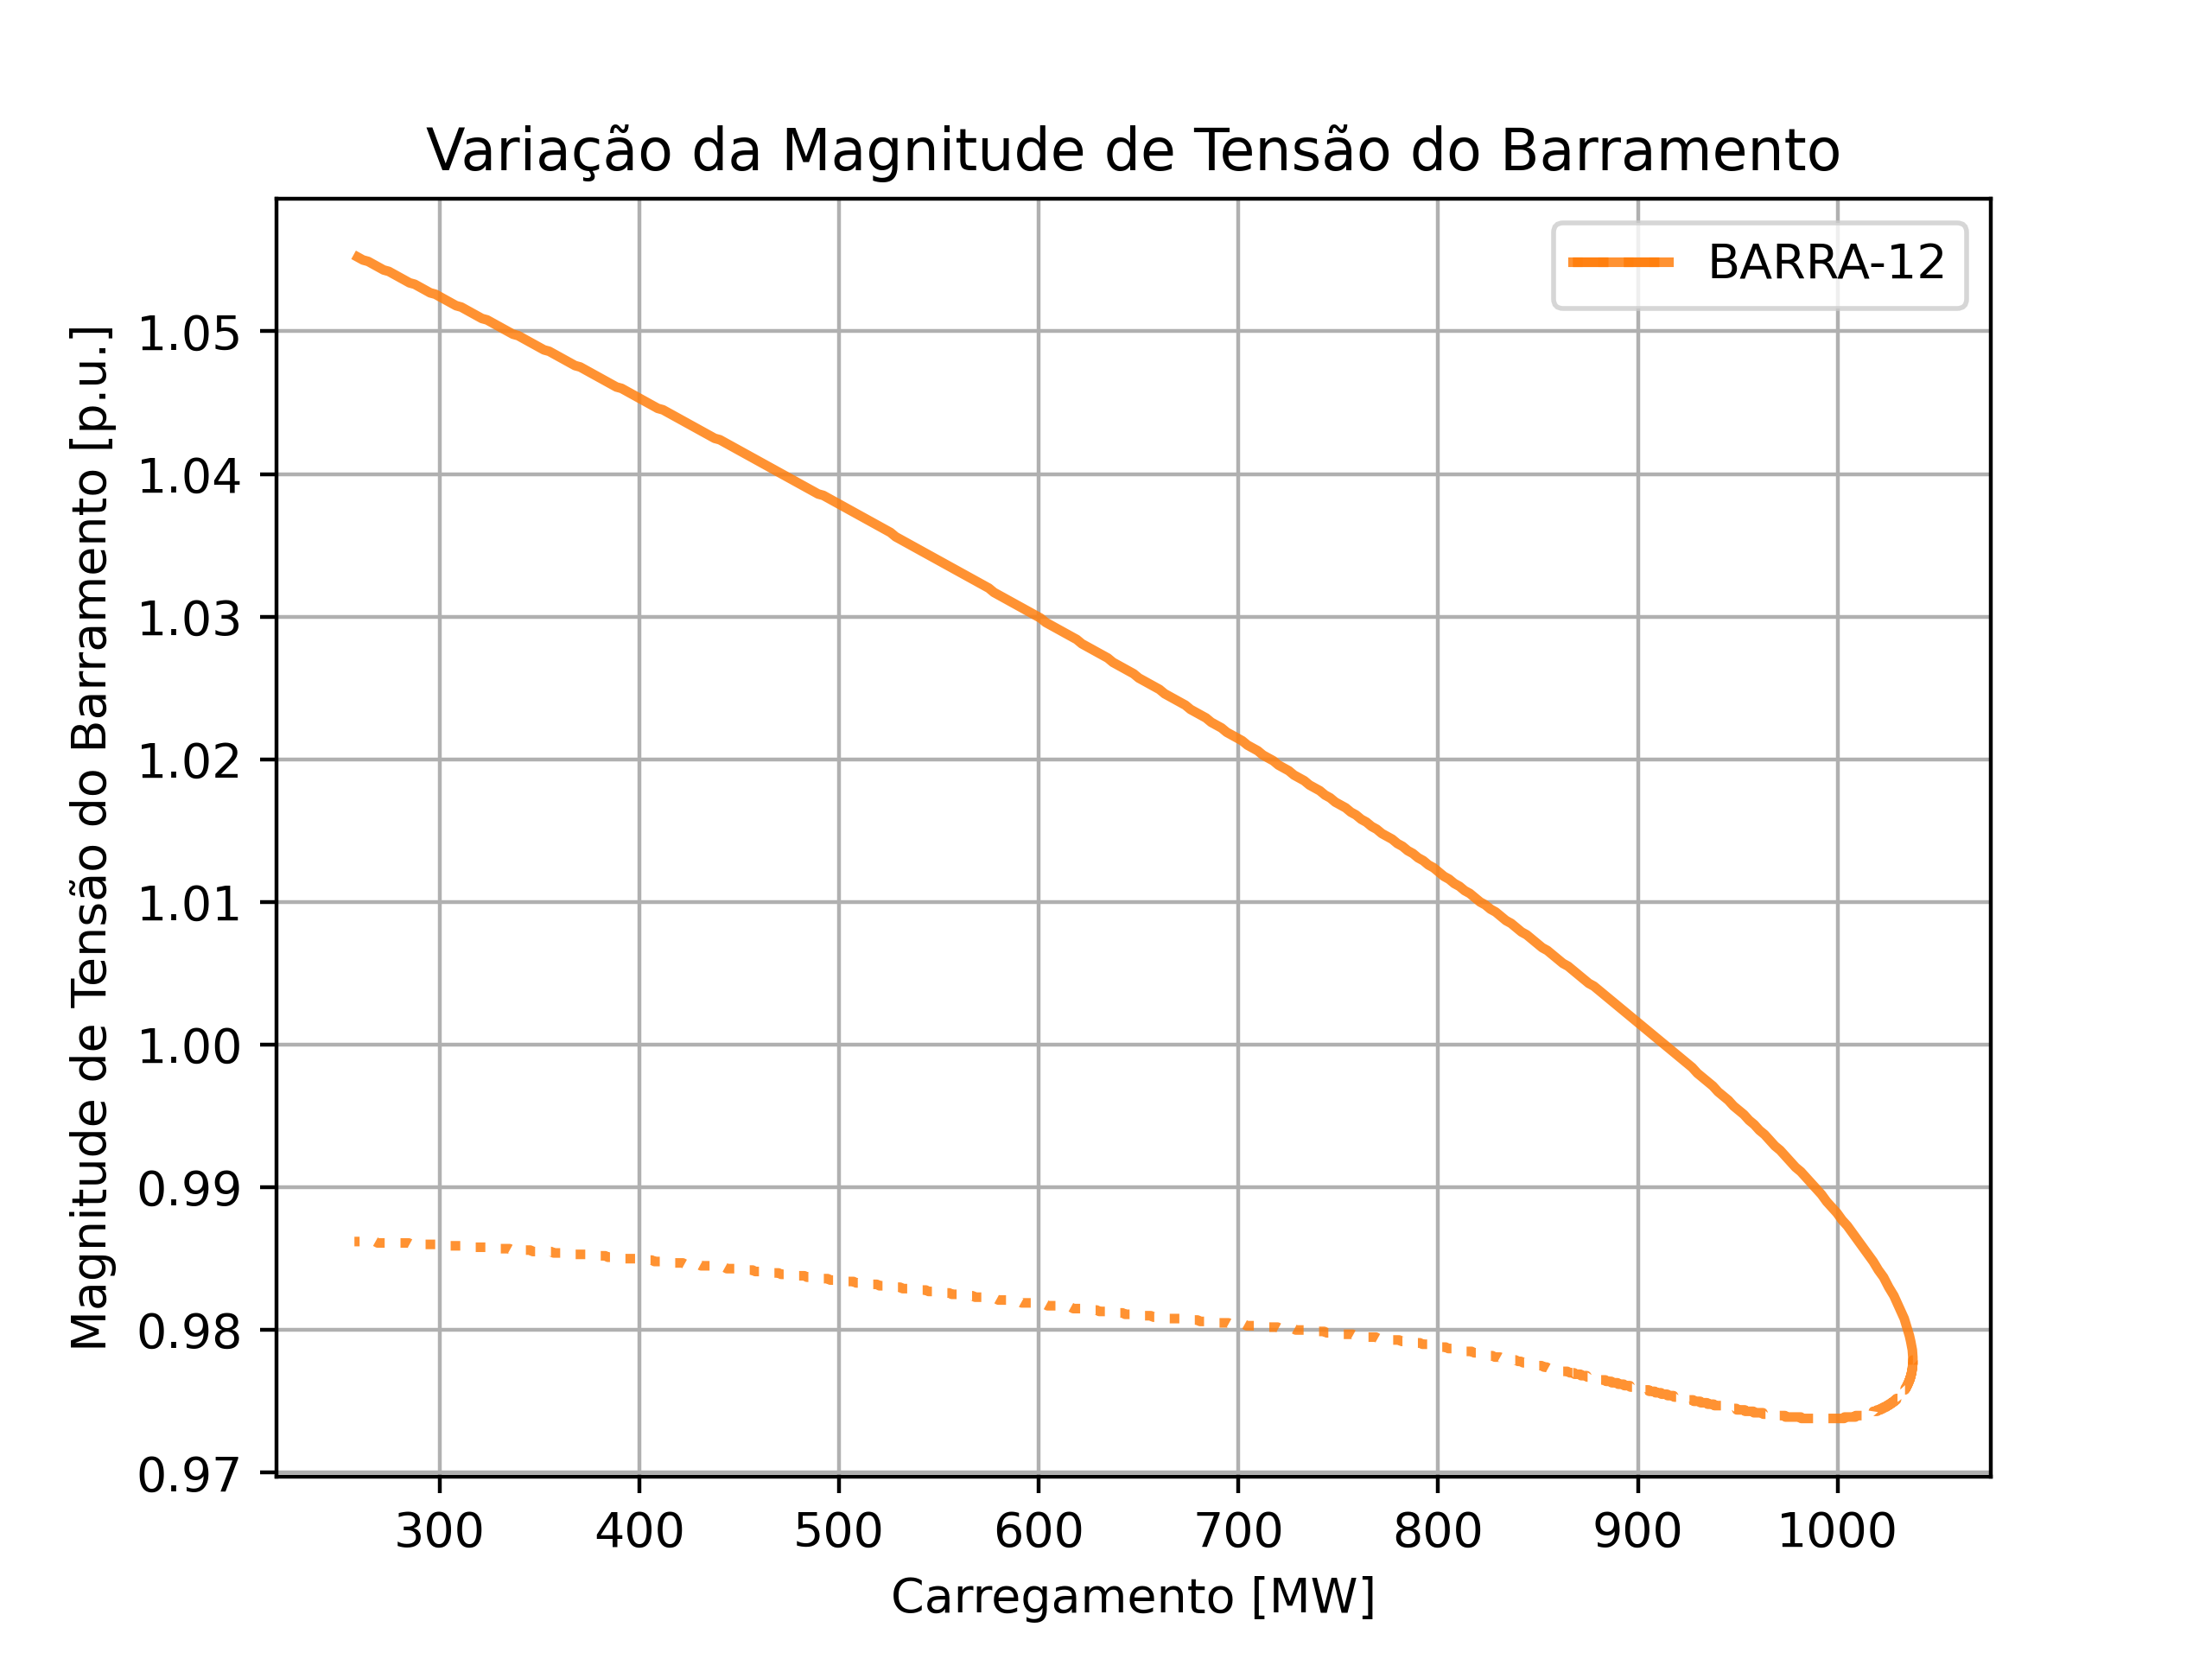 Variação da Magnitude de Tensão do Barramento
BARRA-12
Magnitude de Tensão do Barramento [p.u.]
1.05
1.04
1.03
1.02
1.01
1.00
0.99
0.98
0.97
300 400 500 600 700 800 900 1000
Carregamento [MW]